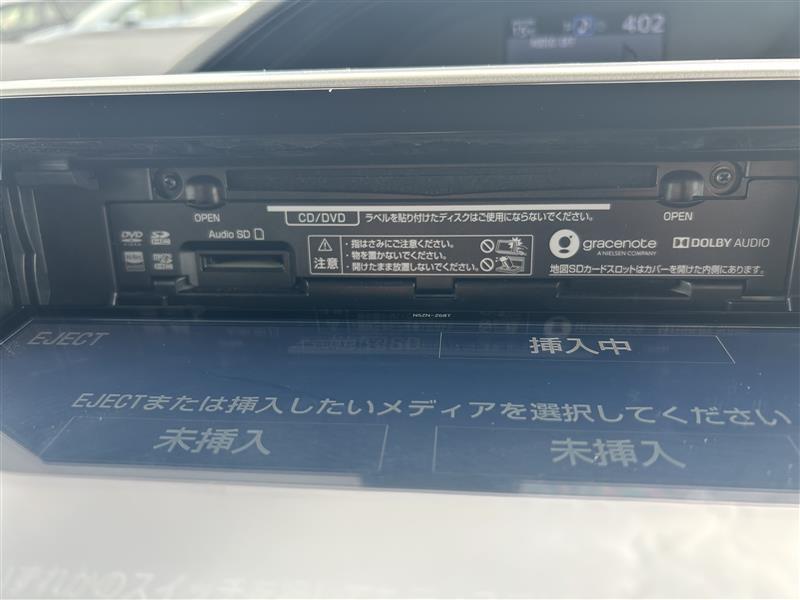 402
OPEN
CD/DVD
ラベルを貼り付けたディスクはご使用にならないでください。
OPEN
DVD
Audio SD
注意
・指はさみにご注意ください。
・物を置かないでください。
・開けたまま放置しないでください。
gracenote
A NIELSEN COMPANY
DOLBY AUDIO
地図SDカードスロットはカバーを開けた内側にあります。
NSZN-Z68T
EJECT
挿入中
EJECTまたは挿入したいメディアを選択してください
未挿入
未挿入